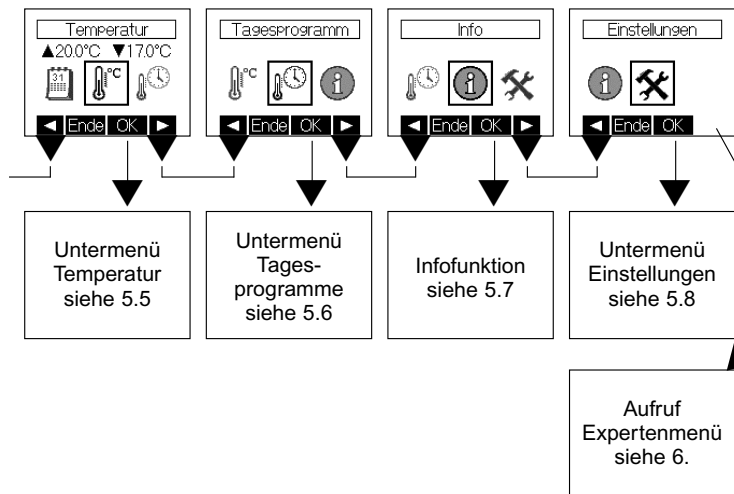 Temperatur
▲20.0°C ▼17.0°C
31
°C
◄ Ende OK ►
Tagesprogramm
°C
i
◄ Ende OK ►
Info
i
◄ Ende OK ►
Einstellungen
i
◄ Ende OK
Untermenü
Temperatur
siehe 5.5
Untermenü
Tages-
programme
siehe 5.6
Infofunktion
siehe 5.7
Untermenü
Einstellungen
siehe 5.8
Aufruf
Expertenmenü
siehe 6.